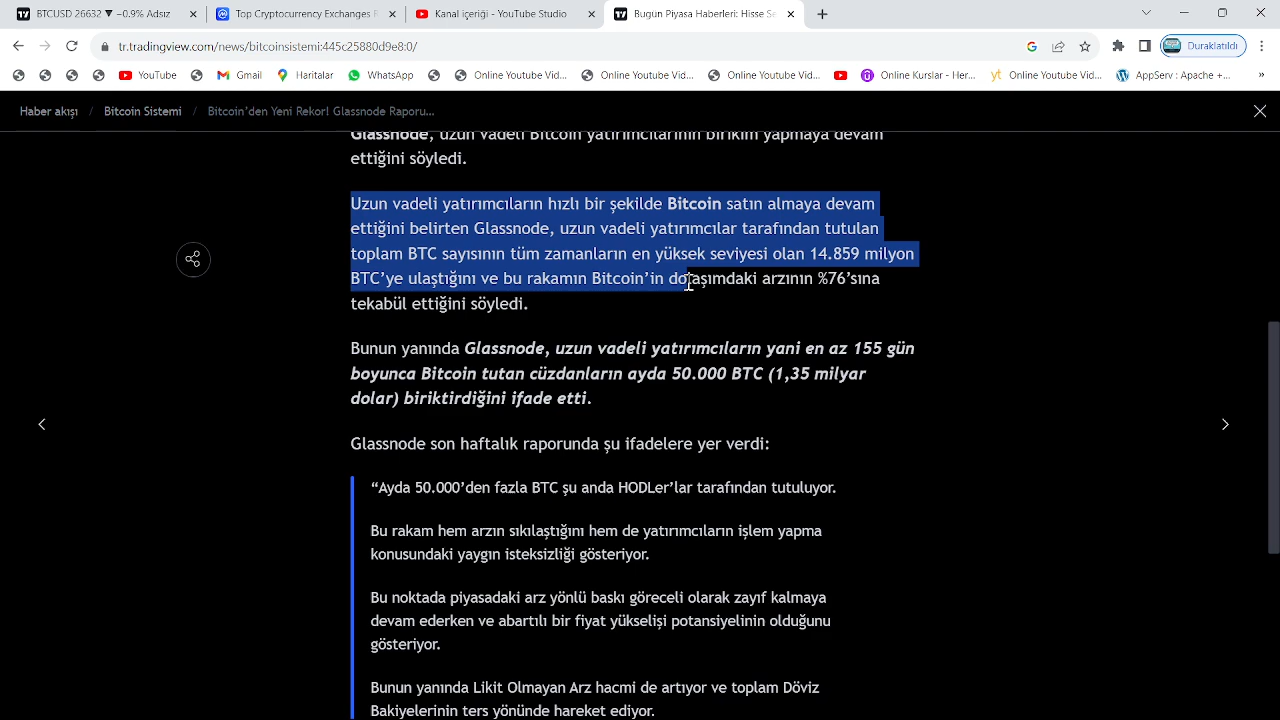 BTCUSD 26632 ▼ −0.9% Adsız
Top Cryptocurrency Exchanges R
Kanal içeriği - YouTube Studio
Bugün Piyasa Haberleri: Hisse Se
tr.tradingview.com/news/bitcoinsistemi:445c25880d9e8:0/
Duraklatıldı
YouTube
Gmail
Haritalar
WhatsApp
Online Youtube Vid...
Online Youtube Vid...
Online Youtube Vid...
Online Kurslar - Her...
yt Online Youtube Vid...
AppServ : Apache +...
»
Haber akışı / Bitcoin Sistemi / Bitcoin'den Yeni Rekor! Glassnode Raporu...
Glassnode, uzun vadeli Bitcoin yatırımcılarının birikim yapmaya devam
ettiğini söyledi.
Uzun vadeli yatırımcıların hızlı bir şekilde Bitcoin satın almaya devam
ettiğini belirten Glassnode, uzun vadeli yatırımcılar tarafından tutulan
toplam BTC sayısının tüm zamanların en yüksek seviyesi olan 14.859 milyon
BTC'ye ulaştığını ve bu rakamın Bitcoin'in dolaşımdaki arzının %76'sına
tekabül ettiğini söyledi.
Bunun yanında Glassnode, uzun vadeli yatırımcıların yani en az 155 gün
boyunca Bitcoin tutan cüzdanların ayda 50.000 BTC (1,35 milyar
dolar) biriktirdiğini ifade etti.
Glassnode son haftalık raporunda şu ifadelere yer verdi:
“Ayda 50.000’den fazla BTC şu anda HODLer’lar tarafından tutuluyor.
Bu rakam hem arzın sıkılaştığını hem de yatırımcıların işlem yapma
konusundaki yaygın isteksizliği gösteriyor.
Bu noktada piyasadaki arz yönlü baskı göreceli olarak zayıf kalmaya
devam ederken ve abartılı bir fiyat yükselişi potansiyelinin olduğunu
gösteriyor.
Bunun yanında Likit Olmayan Arz hacmi de artıyor ve toplam Döviz
Bakiyelerinin ters yönünde hareket ediyor.